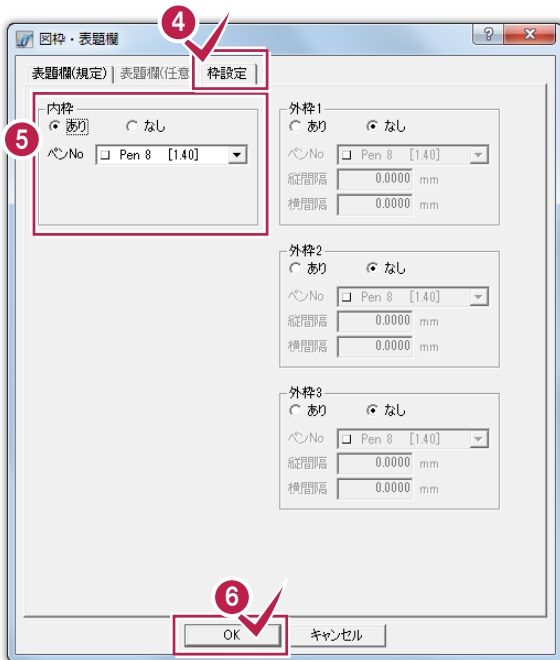 4
図枠・表題欄
表題欄(規定) 表題欄(任意 枠設定
5
内枠
あり なし
ペンNo Pen 8 [1.40]
外枠1
あり なし
ペンNo Pen 8 [1.40]
縦間隔 0.0000 mm
横間隔 0.0000 mm
外枠2
あり なし
ペンNo Pen 8 [1.40]
縦間隔 0.0000 mm
横間隔 0.0000 mm
外枠3
あり なし
ペンNo Pen 8 [1.40]
縦間隔 0.0000 mm
横間隔 0.0000 mm
6
OK キャンセル